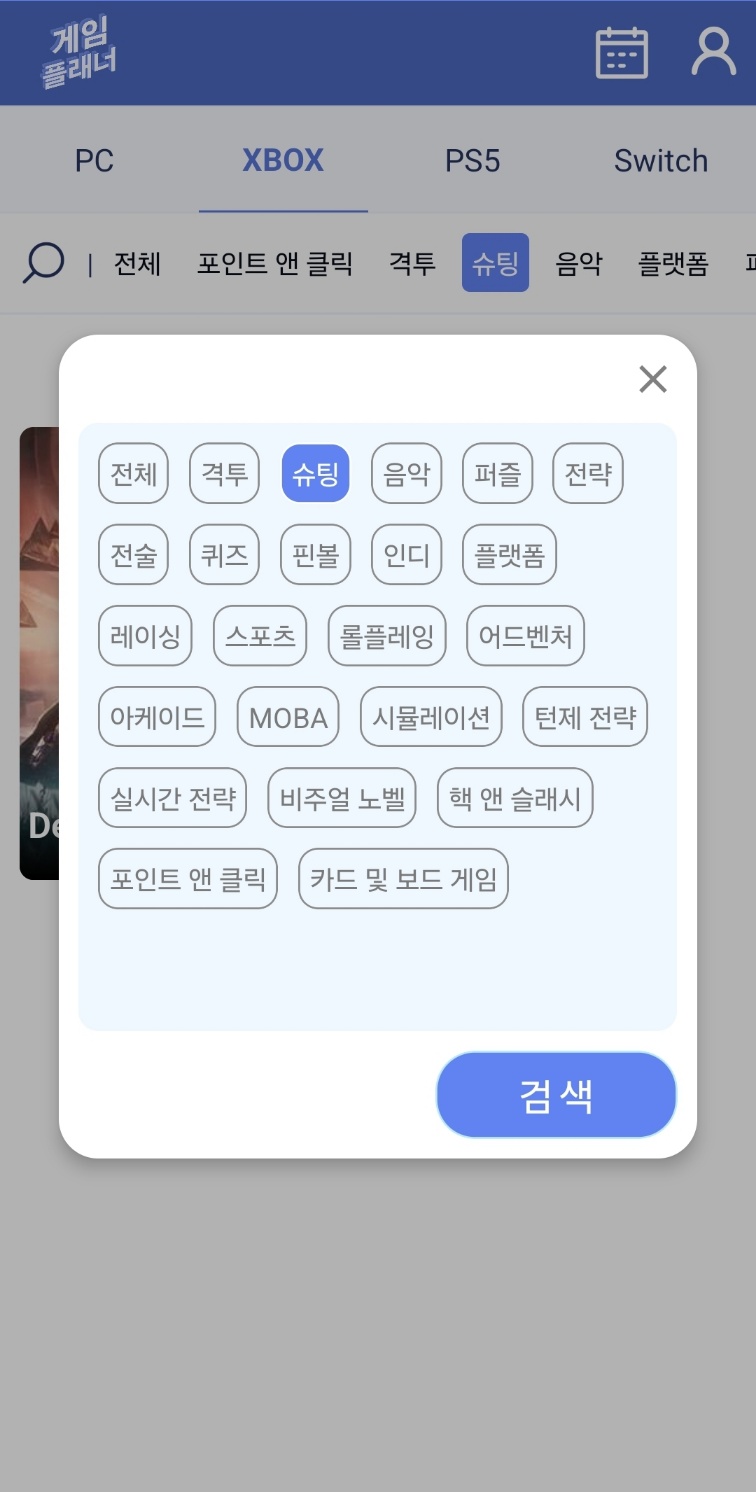 게임
플래너
PC XBOX PS5 Switch
| 전체 포인트 앤 클릭 격투 슈팅 음악 플랫폼
전체 격투 슈팅 음악 퍼즐 전략
전술 퀴즈 핀볼 인디 플랫폼
레이싱 스포츠 롤플레잉 어드벤처
아케이드 MOBA 시뮬레이션 턴제 전략
실시간 전략 비주얼 노벨 핵 앤 슬래시
De
포인트 앤 클릭 카드 및 보드 게임
검색